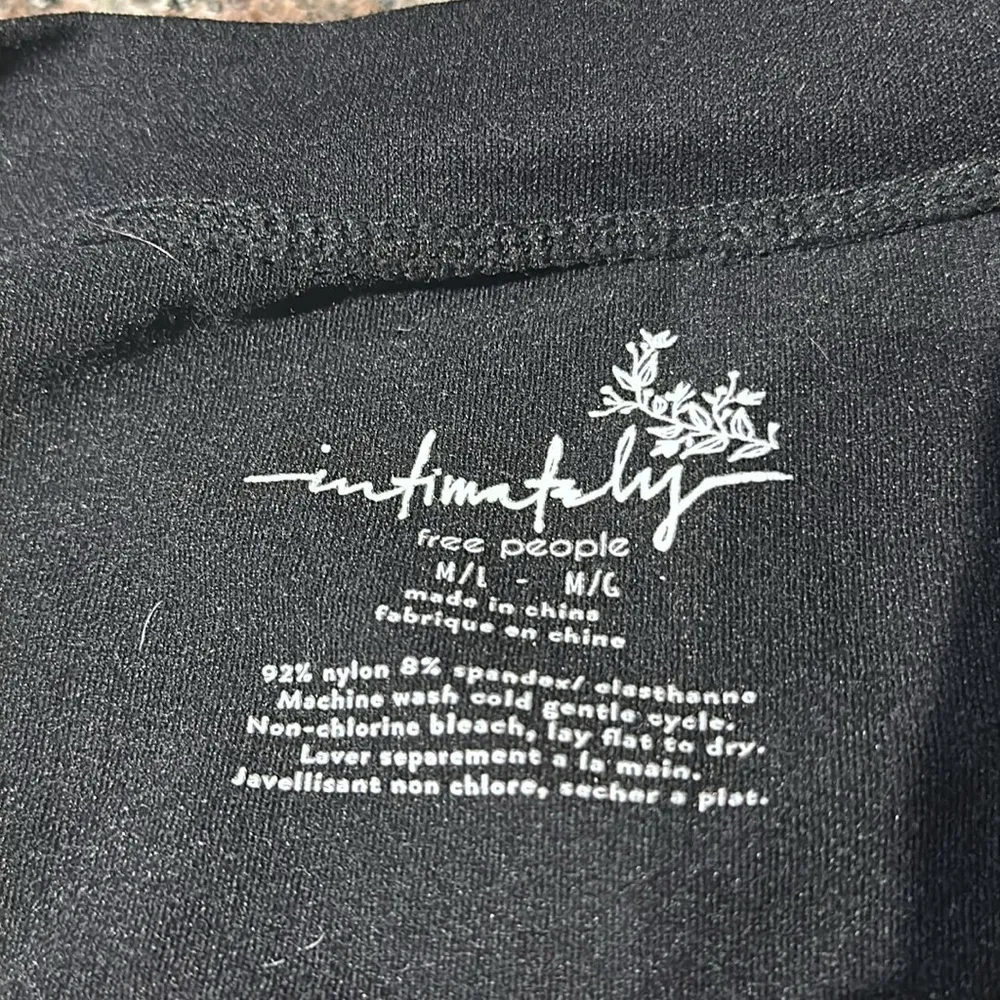 intimately
free people
M/L - M/G
made in china
fabrique en chine
92% nylon 8% spandex/ elasthanne
Machine wash cold gentle cycle.
Non-chlorine bleach, lay flat to dry.
Laver separement a la main.
Javellisant non chlore, secher a plat.